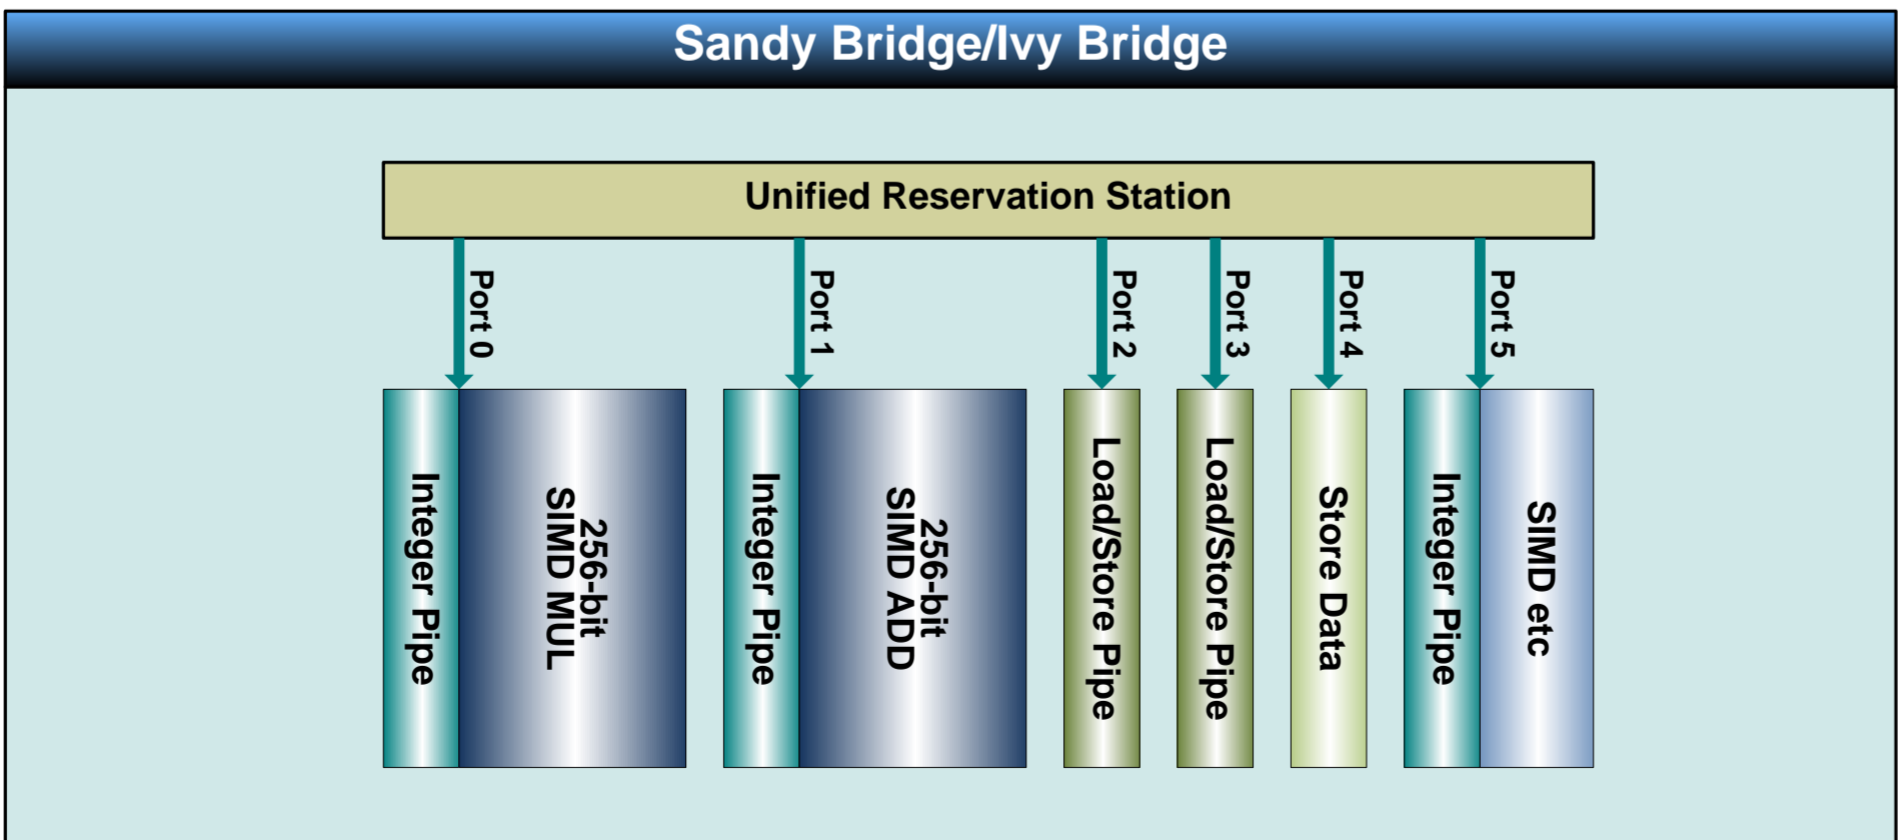 Sandy Bridge/Ivy Bridge
Unified Reservation Station
Port 0
Port 1
Port 2
Port 3
Port 4
Port 5
Integer Pipe
256-bit
SIMD MUL
Integer Pipe
256-bit
SIMD ADD
Load/Store Pipe
Load/Store Pipe
Store Data
Integer Pipe
SIMD etc